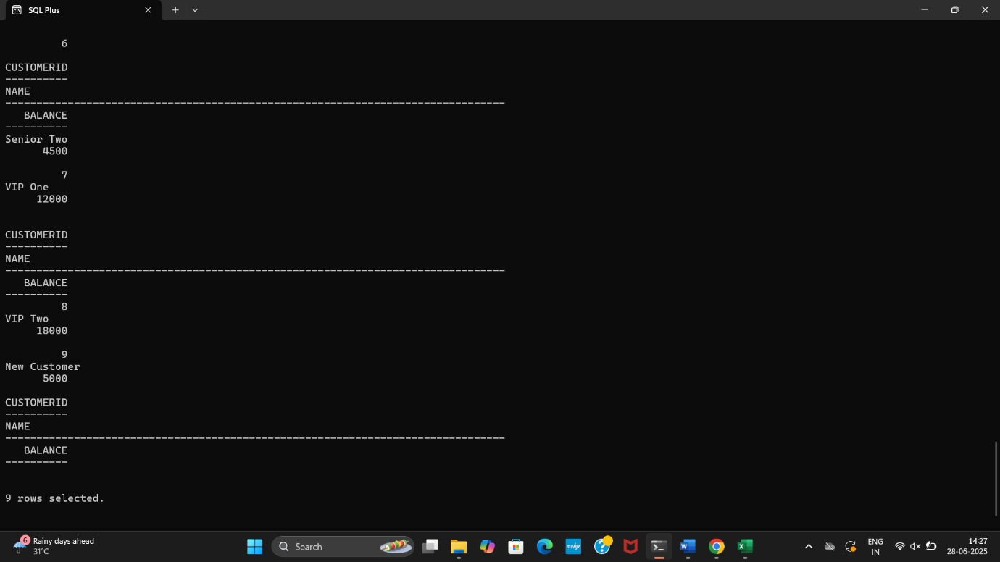 SQL Plus
6
CUSTOMERID
----------
NAME
--------------------------------------------------------------------------------
BALANCE
----------
Senior Two
4500
7
VIP One
12000
CUSTOMERID
----------
NAME
--------------------------------------------------------------------------------
BALANCE
----------
8
VIP Two
18000
9
New Customer
5000
CUSTOMERID
----------
NAME
--------------------------------------------------------------------------------
BALANCE
----------
9 rows selected.
6
Rainy days ahead
31°C
Search
myhp
ENG
IN
14:27
28-06-2025